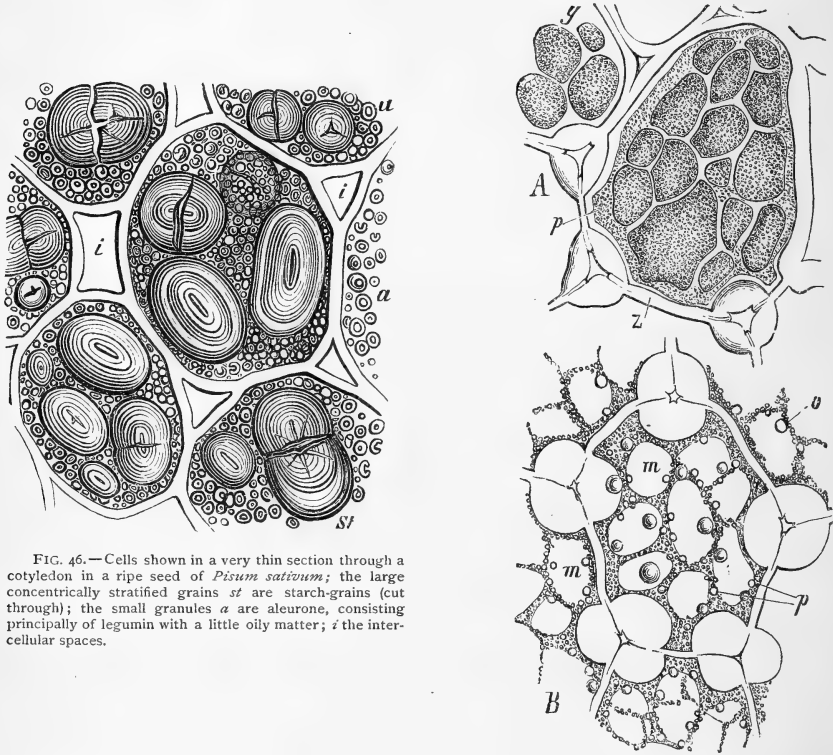 u
i
i
a
St
FIG. 46.—Cells shown in a very thin section through a
cotyledon in a ripe seed of Pisum sativum; the large
concentrically stratified grains st are starch-grains (cut
through); the small granules a are aleurone, consisting
principally of legumin with a little oily matter; i the inter-
cellular spaces.
y
A
p
z
o
m
m
p
B